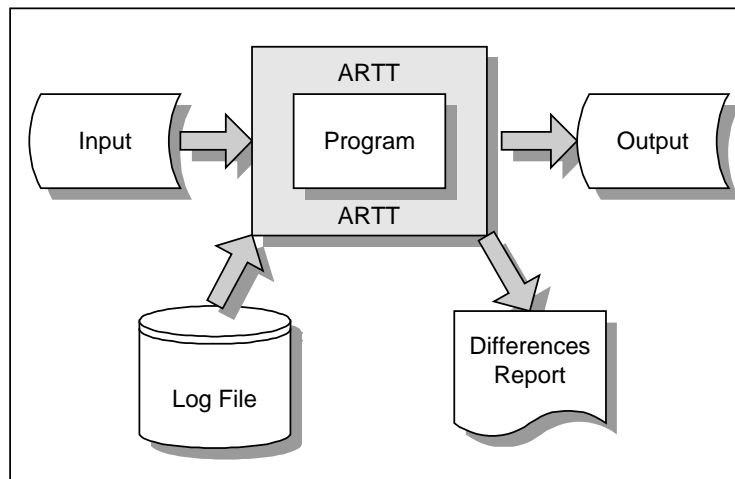 ARTT
Input
Program
Output
ARTT
Log File
Differences
Report